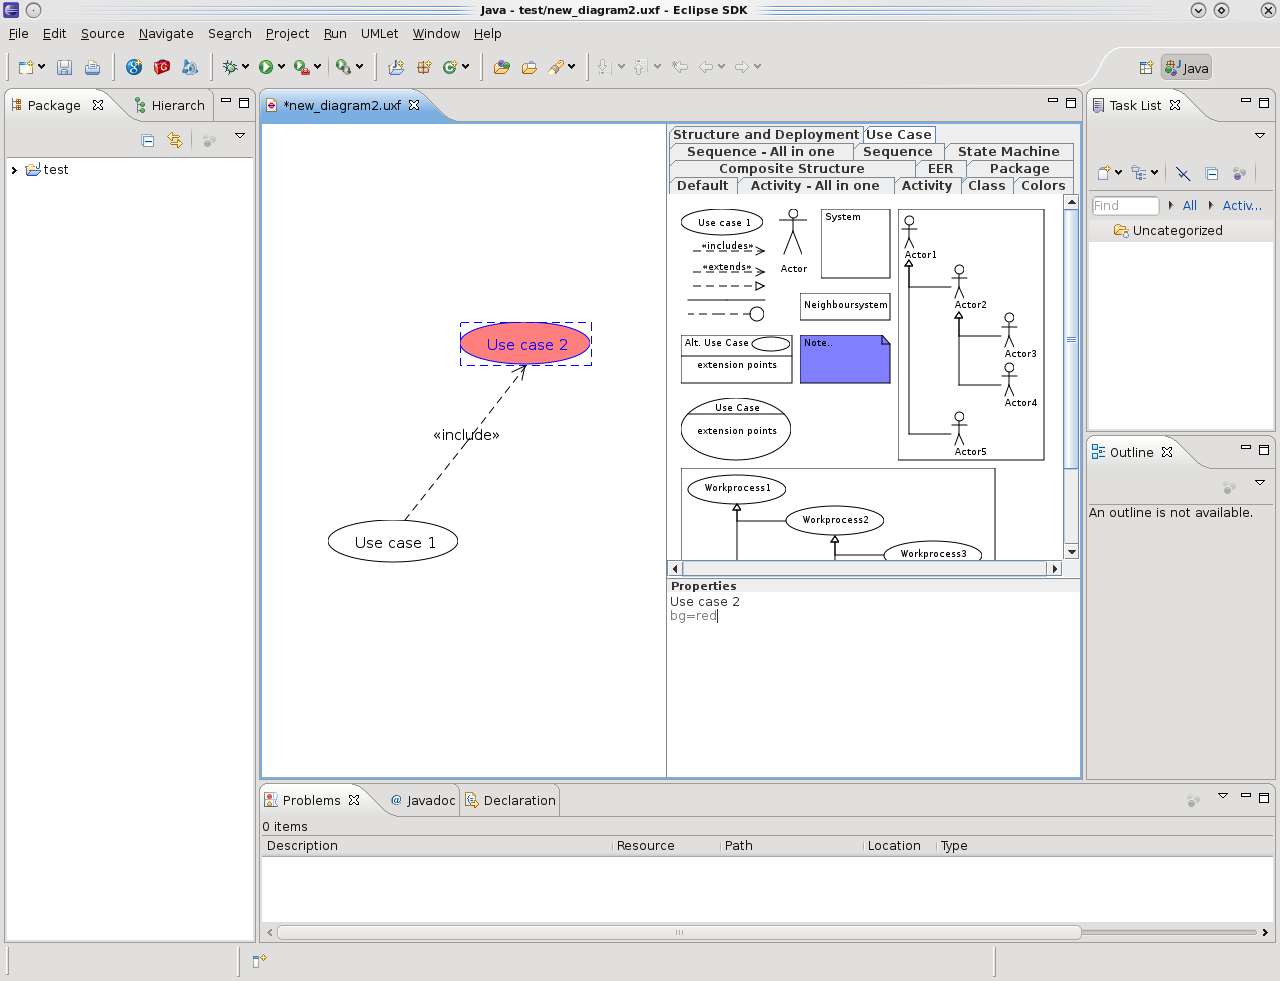 Java - test/new_diagram2.uxf - Eclipse SDK
File Edit Source Navigate Search Project Run UMLet Window Help
Java
Package Hierarch
test
*new_diagram2.uxf
Use case 2
«include»
Use case 1
Structure and Deployment Use Case
Sequence - All in one Sequence State Machine
Composite Structure EER Package
Default Activity - All in one Activity Class Colors
Use case 1
«includes»
«extends»
Actor
System
Neighboursystem
Alt. Use Case
extension points
Note..
Use Case
extension points
Actor1
Actor2
Actor3
Actor4
Actor5
Workprocess1
Workprocess2
Workprocess3
Properties
Use case 2
bg=red
Task List
Find All Activ...
Uncategorized
Outline
An outline is not available.
Problems @ Javadoc Declaration
0 items
Description Resource Path Location Type